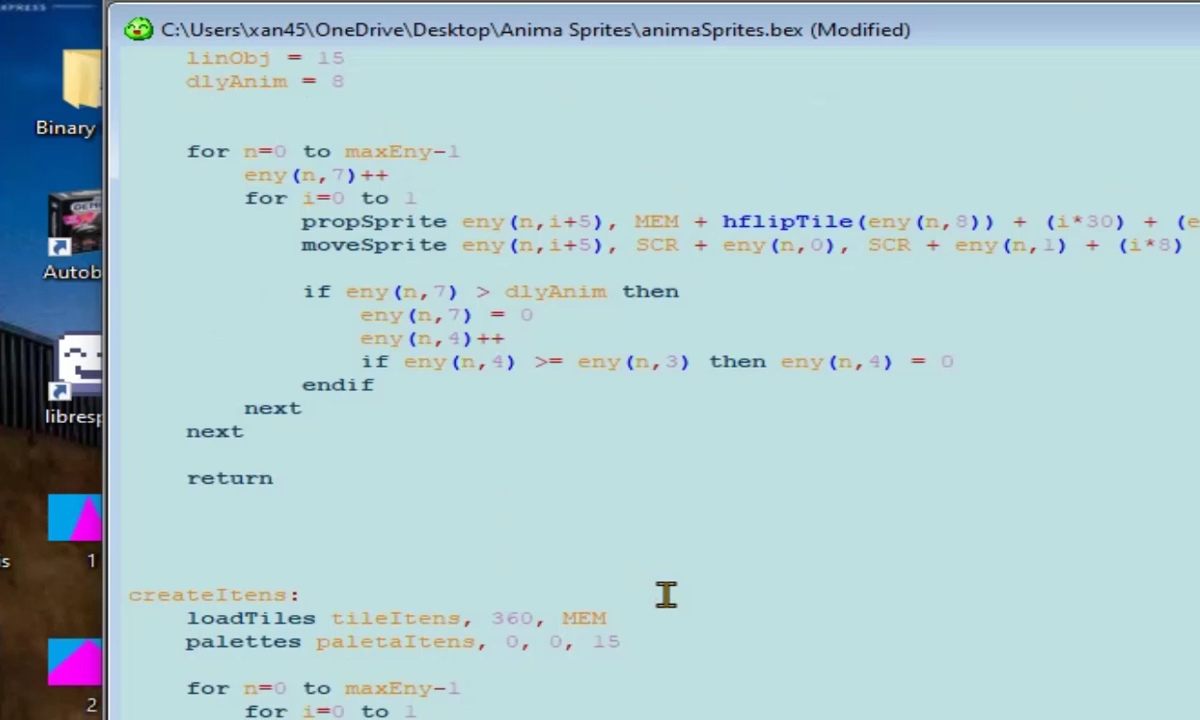 XPRESS
C:\Users\xan45\OneDrive\Desktop\Anima Sprites\animaSprites.bex (Modified)
linObj = 15
dlyAnim = 8
for n=0 to maxEny-1
eny(n,7)++
for i=0 to 1
propSprite eny(n,i+5), MEM + hflipTile(eny(n,8)) + (i*30) + (e
moveSprite eny(n,i+5), SCR + eny(n,0), SCR + eny(n,1) + (i*8)
if eny(n,7) > dlyAnim then
eny(n,7) = 0
eny(n,4)++
if eny(n,4) >= eny(n,3) then eny(n,4) = 0
endif
next
next
return
createItens:
loadTiles tileItens, 360, MEM
palettes paletaItens, 0, 0, 15
for n=0 to maxEny-1
for i=0 to 1
Binary
Autob
libresp
s
1
2